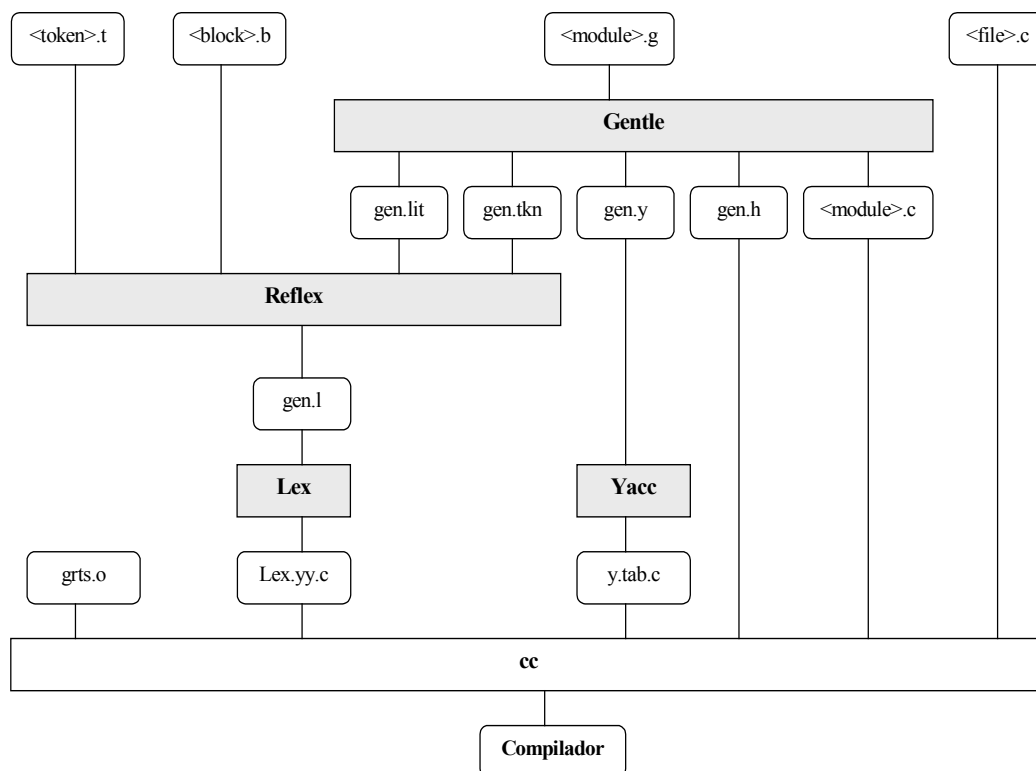 <token>.t
<block>.b
<module>.g
<file>.c
Gentle
gen.lit
gen.tkn
gen.y
gen.h
<module>.c
Reflex
gen.l
Lex
Yacc
grts.o
Lex.yy.c
y.tab.c
cc
Compilador